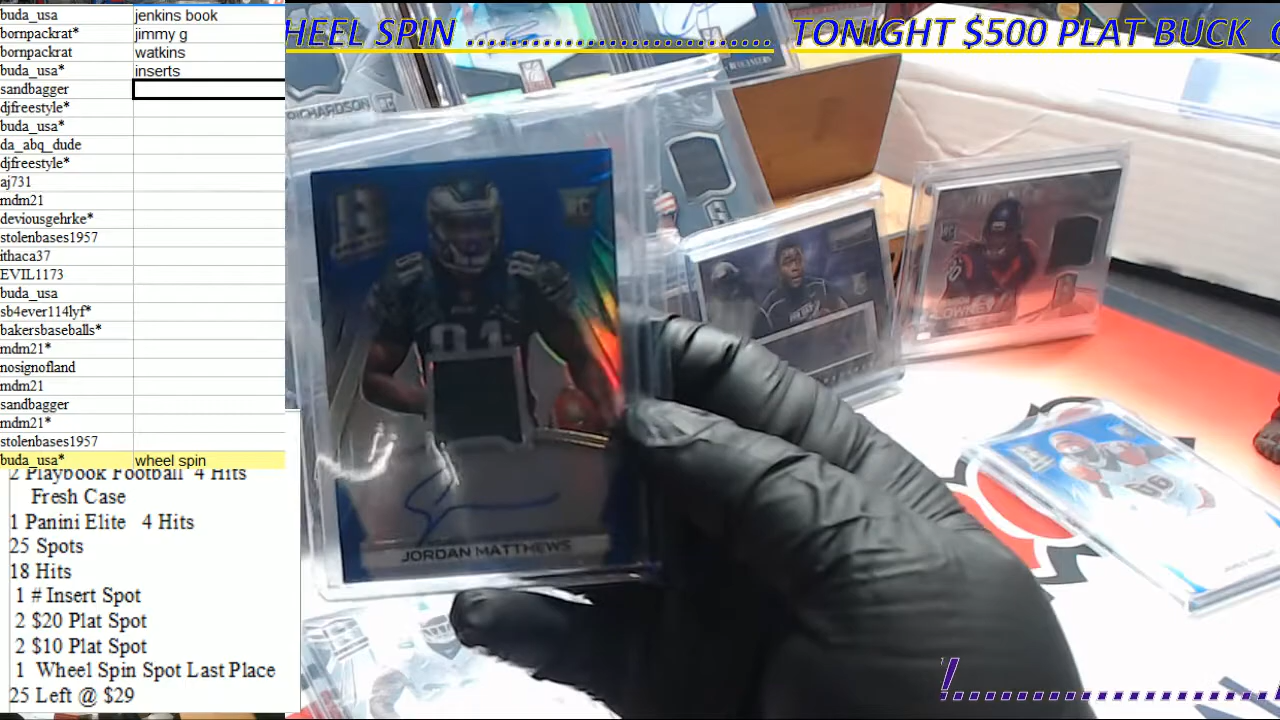 HEEL SPIN ................................. TONIGHT $500 PLAT BUCK
buda_usa jenkins book
bornpackrat* jimmy g
bornpackrat watkins
buda_usa* inserts
sandbagger
djfreestyle*
buda_usa*
da_abq_dude
djfreestyle*
aj731
mdm21
deviousgehrke*
stolenbases1957
ithaca37
EVIL1173
buda_usa
sb4ever114lyf*
bakersbaseballs*
mdm21*
nosignofland
mdm21
sandbagger
mdm21*
stolenbases1957
buda_usa* wheel spin
2 Playbook Football 4 Hits
Fresh Case
1 Panini Elite 4 Hits
25 Spots
18 Hits
1 # Insert Spot
2 $20 Plat Spot
2 $10 Plat Spot
1 Wheel Spin Spot Last Place
25 Left @ $29
RICHARDSON
BUCCANEERS
RC
81
JORDAN MATTHEWS
CLOWNEY
!